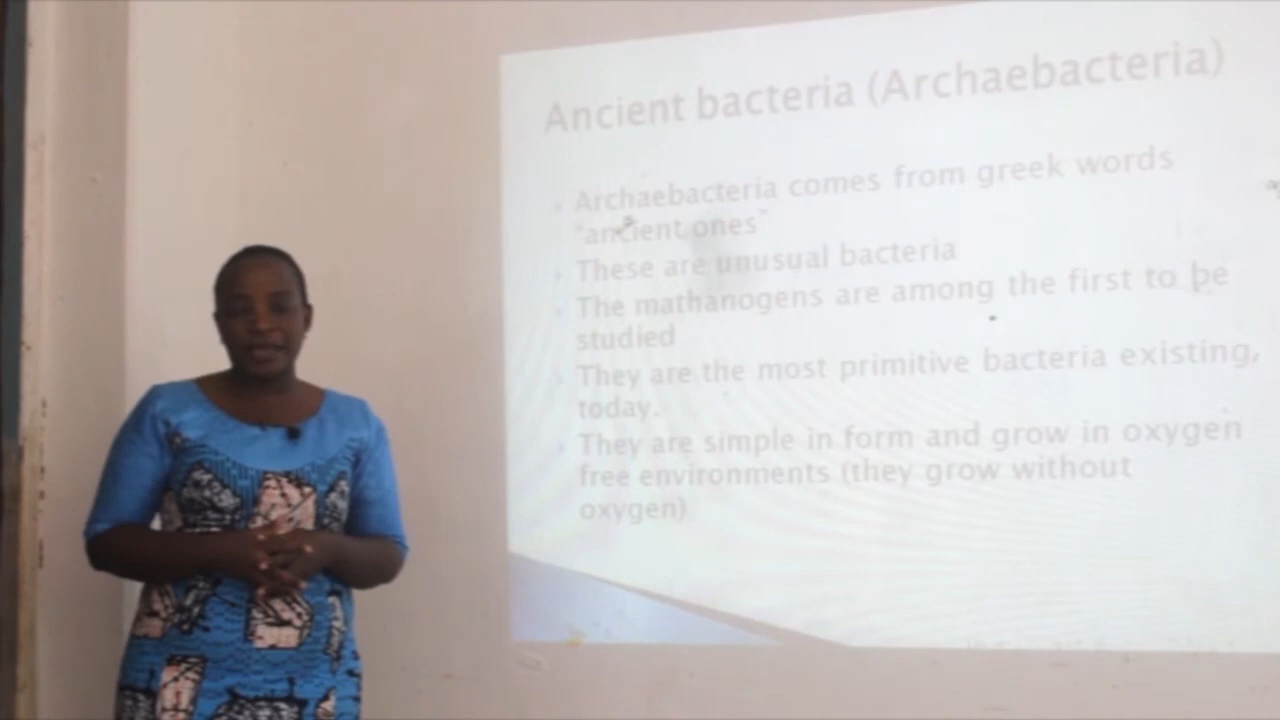 Ancient bacteria (Archaebacteria)
Archaebacteria comes from greek words
"ancient ones"
These are unusual bacteria
The mathanogens are among the first to be
studied
They are the most primitive bacteria existing,
today.
They are simple in form and grow in oxygen
free environments (they grow without
oxygen)